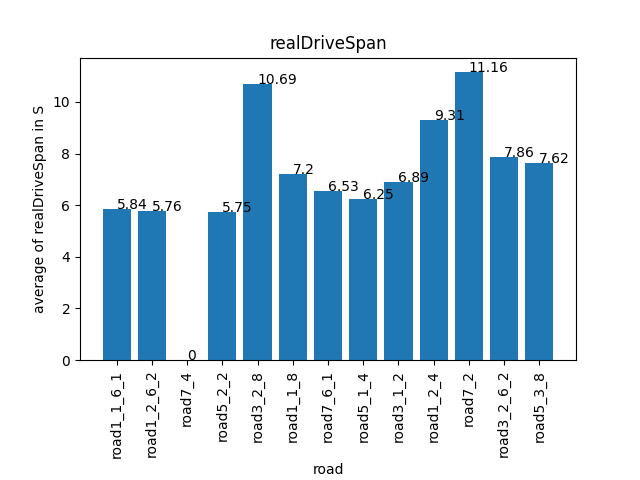 realDriveSpan
average of realDriveSpan in S
10
8
6
4
2
0
5.84
5.76
0
5.75
10.69
7.2
6.53
6.25
6.89
9.31
11.16
7.86
7.62
road1_1_6_1
road1_2_6_2
road7_4
road5_2_2
road3_2_8
road1_1_8
road7_6_1
road5_1_4
road3_1_2
road1_2_4
road7_2
road3_2_6_2
road5_3_8
road